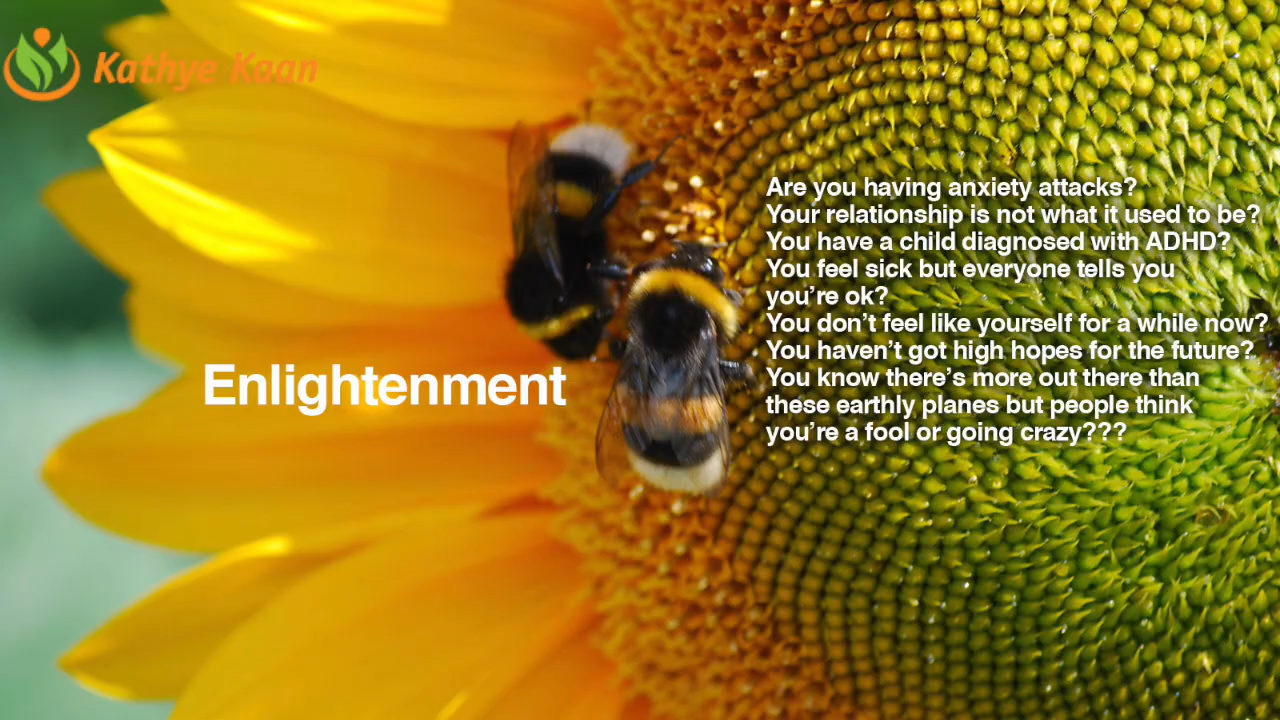 Kathye Kaan
Enlightenment
Are you having anxiety attacks?
Your relationship is not what it used to be?
You have a child diagnosed with ADHD?
You feel sick but everyone tells you
you’re ok?
You don’t feel like yourself for a while now?
You haven’t got high hopes for the future?
You know there’s more out there than
these earthly planes but people think
you’re a fool or going crazy???